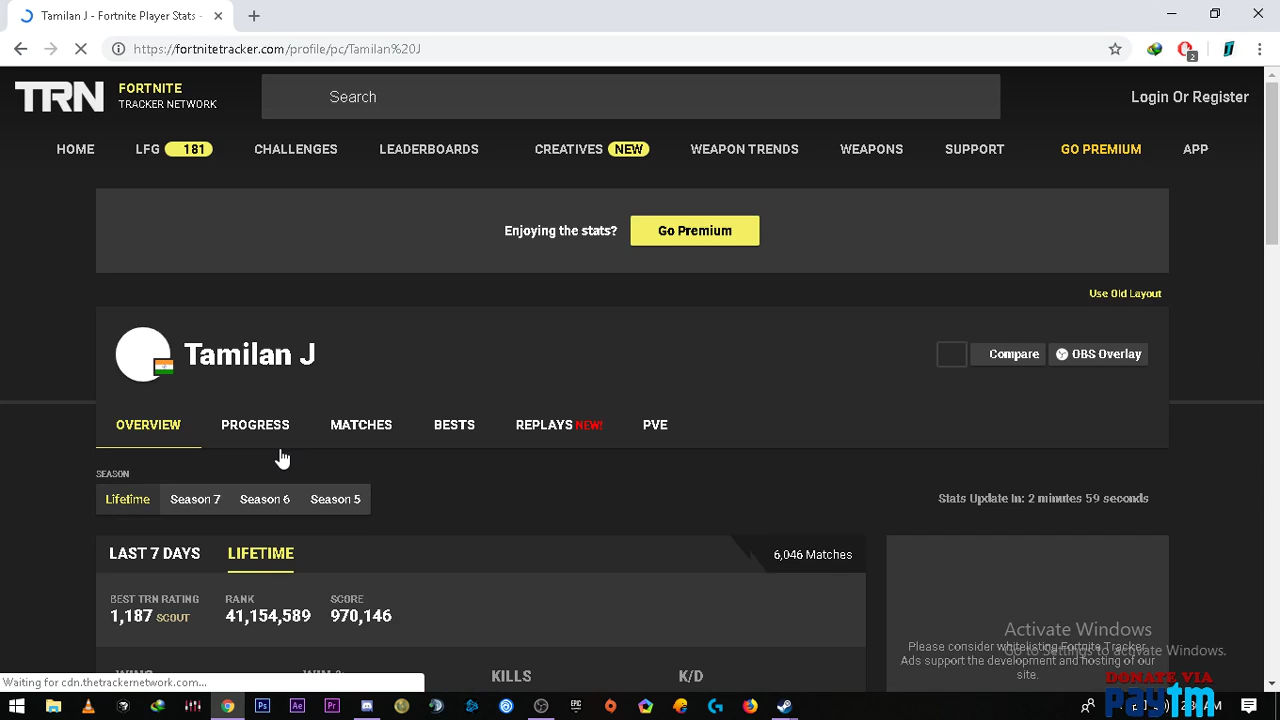 Tamilan J - Fortnite Player Stats -
https://fortnitetracker.com/profile/pc/Tamilan%20J
2
TRN FORTNITE
TRACKER NETWORK
Search
Login Or Register
HOME LFG 181 CHALLENGES LEADERBOARDS CREATIVES NEW WEAPON TRENDS WEAPONS SUPPORT GO PREMIUM APP
Enjoying the stats? Go Premium
Use Old Layout
Tamilan J
Compare OBS Overlay
OVERVIEW PROGRESS MATCHES BESTS REPLAYS NEW! PVE
SEASON
Lifetime Season 7 Season 6 Season 5
Stats Update In: 2 minutes 59 seconds
LAST 7 DAYS LIFETIME 6,046 Matches
BEST TRN RATING RANK SCORE
1,187 SCOUT 41,154,589 970,146
KILLS K/D
Activate Windows
Go to Settings to activate Windows.
Please consider whitelisting Fortnite Tracker.
Ads support the development and hosting of our
site.
Waiting for cdn.thetrackernetwork.com...
Ps Ae Pr EPIC
DONATE VIA
paytm